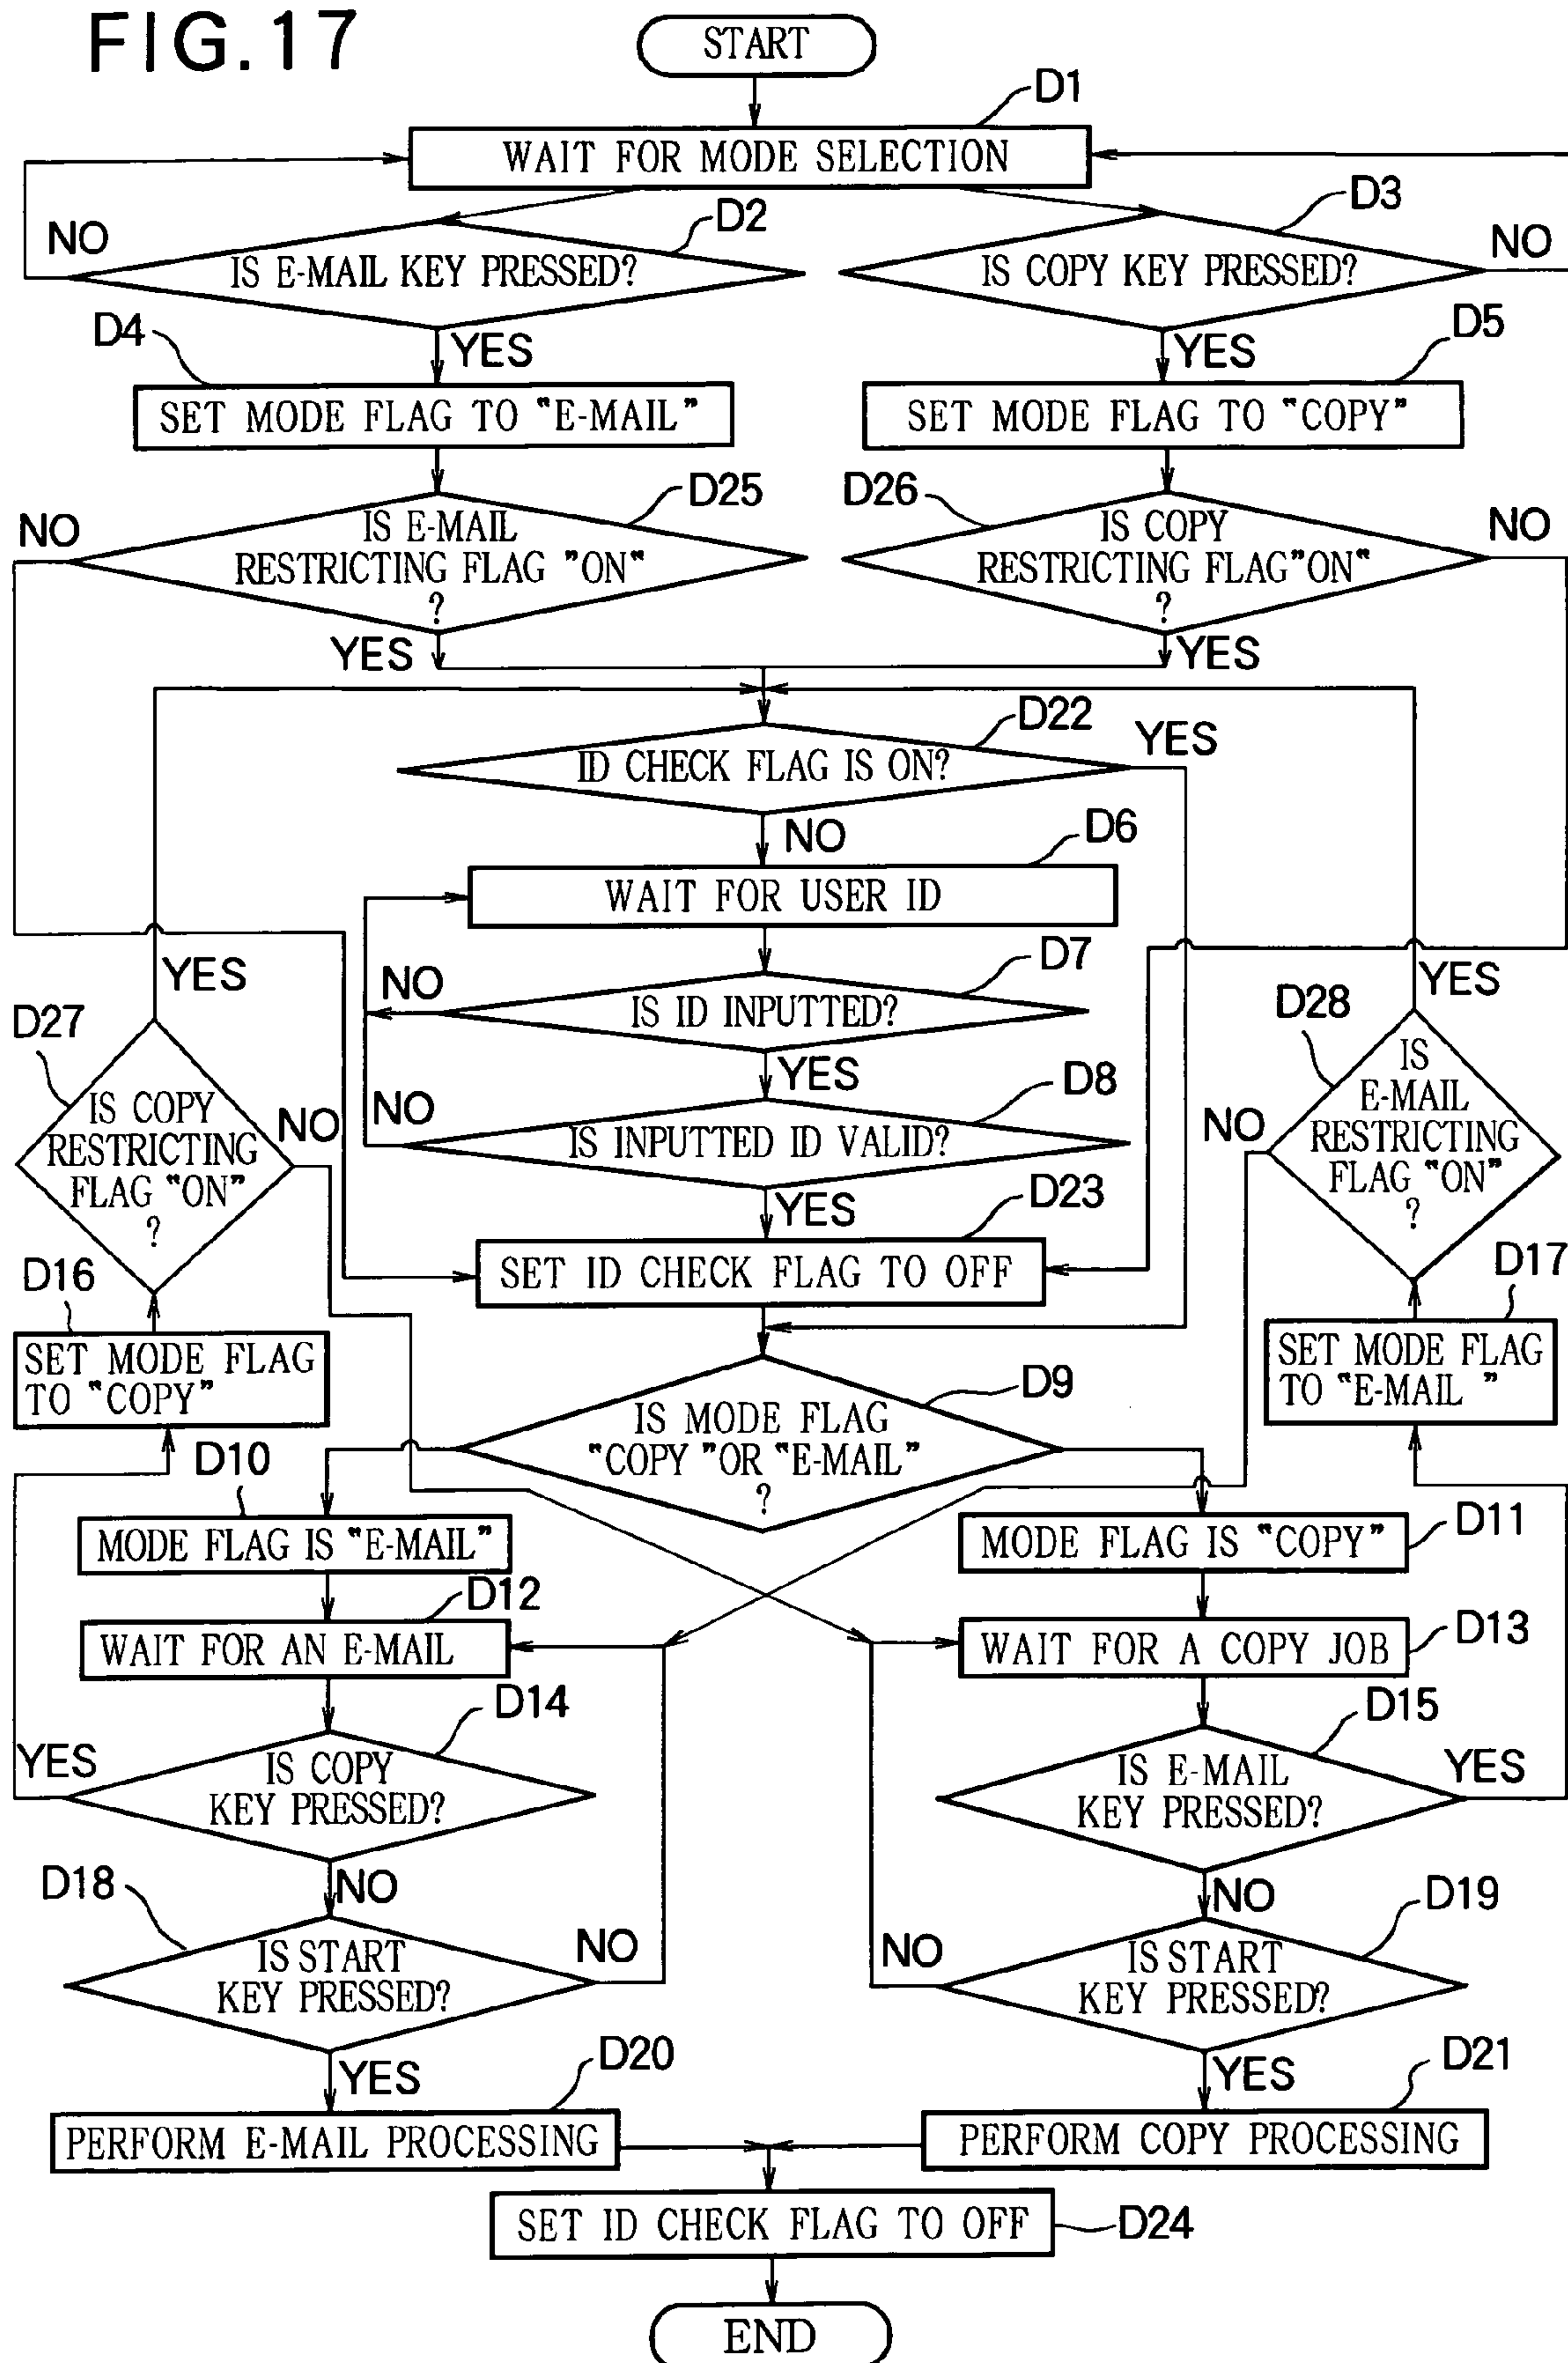 FIG.17
START
D1
WAIT FOR MODE SELECTION
D2
D3
NO
NO
IS E-MAIL KEY PRESSED?
IS COPY KEY PRESSED?
D4
YES
YES
D5
SET MODE FLAG TO "E-MAIL"
SET MODE FLAG TO "COPY"
D25
D26
NO
NO
IS E-MAIL
RESTRICTING FLAG "ON"
?
IS COPY
RESTRICTING FLAG"ON"
?
YES
YES
D22
YES
ID CHECK FLAG IS ON?
NO
D6
WAIT FOR USER ID
D7
NO
IS ID INPUTTED?
YES
YES
YES
D27
D28
D8
IS COPY
RESTRICTING
FLAG "ON"
?
NO
NO
IS INPUTTED ID VALID?
NO
IS
E-MAIL
RESTRICTING
FLAG "ON"
?
YES
D23
SET ID CHECK FLAG TO OFF
D16
D17
SET MODE FLAG
TO "COPY"
SET MODE FLAG
TO "E-MAIL "
D9
IS MODE FLAG
"COPY "OR "E-MAIL"
?
D10
D11
MODE FLAG IS "E-MAIL"
MODE FLAG IS "COPY"
D12
D13
WAIT FOR AN E-MAIL
WAIT FOR A COPY JOB
D14
D15
YES
IS COPY
KEY PRESSED?
IS E-MAIL
KEY PRESSED?
YES
D18
NO
NO
D19
IS START
KEY PRESSED?
NO
NO
IS START
KEY PRESSED?
YES
D20
YES
D21
PERFORM E-MAIL PROCESSING
PERFORM COPY PROCESSING
SET ID CHECK FLAG TO OFF
D24
END